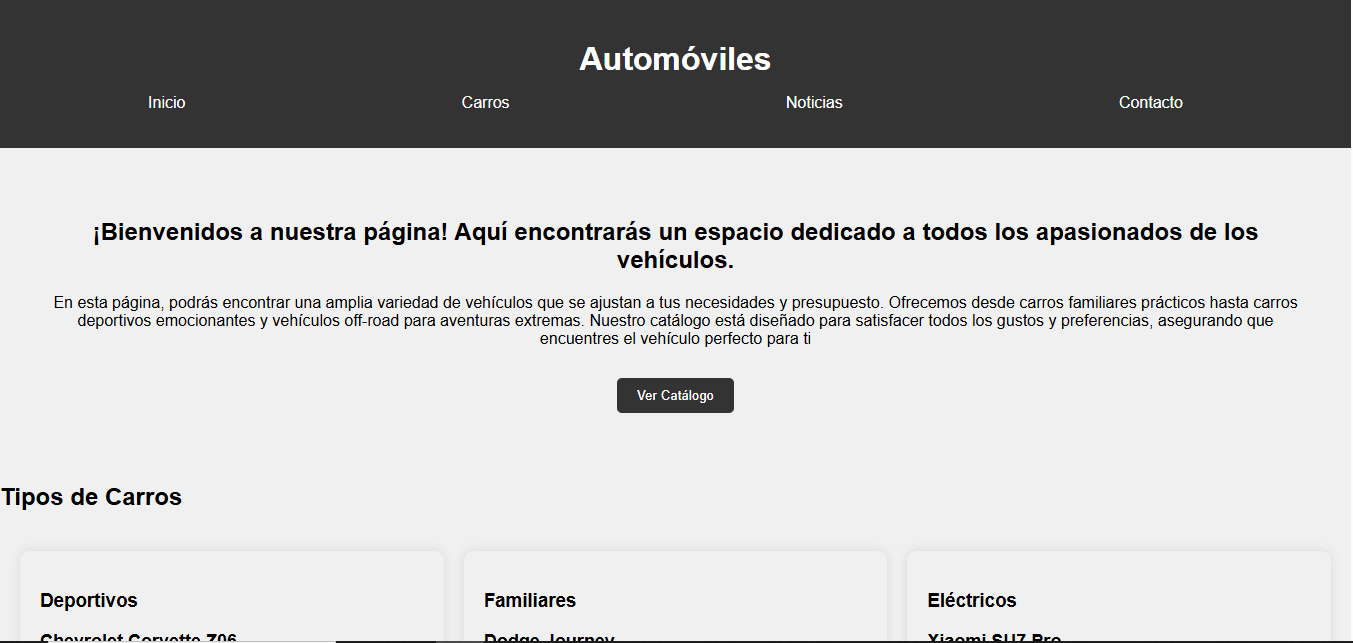 Automóviles
Inicio Carros Noticias Contacto
¡Bienvenidos a nuestra página! Aquí encontrarás un espacio dedicado a todos los apasionados de los
vehículos.
En esta página, podrás encontrar una amplia variedad de vehículos que se ajustan a tus necesidades y presupuesto. Ofrecemos desde carros familiares prácticos hasta carros
deportivos emocionantes y vehículos off-road para aventuras extremas. Nuestro catálogo está diseñado para satisfacer todos los gustos y preferencias, asegurando que
encuentres el vehículo perfecto para ti
Ver Catálogo
Tipos de Carros
Deportivos Familiares Eléctricos
Chevrolet Corvette Z06 Dodge Journey Xiaomi SU7 Pro